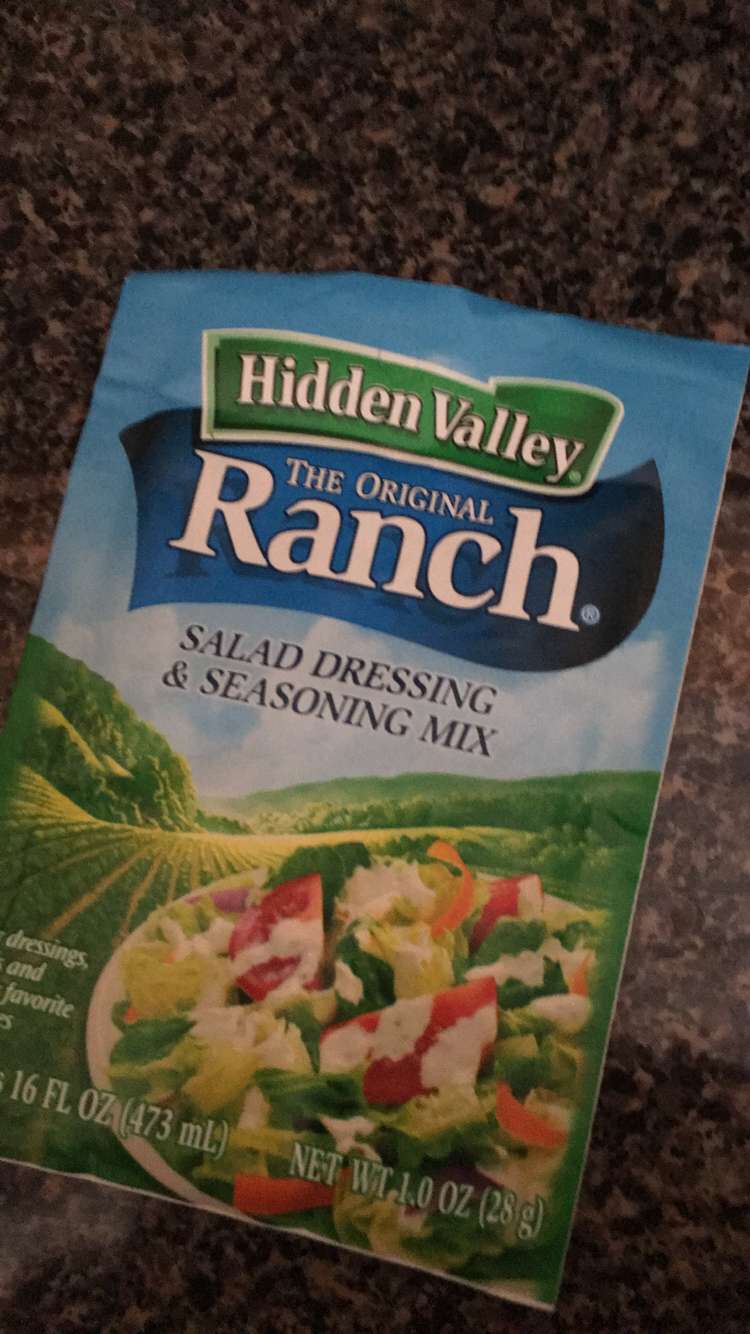 Hidden Valley
THE ORIGINAL
Ranch®
SALAD DRESSING
& SEASONING MIX
dressings,
and
favorite
16 FL OZ (473 mL)
NET WT 1.0 OZ (28 g)